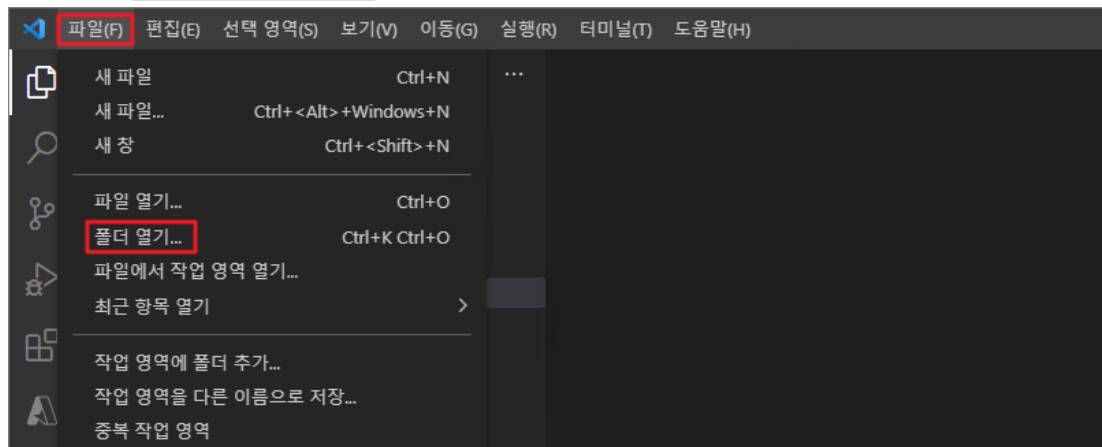 파일(F) 편집(E) 선택 영역(S) 보기(V) 이동(G) 실행(R) 터미널(T) 도움말(H)
새 파일 Ctrl+N
새 파일... Ctrl+<Alt>+Windows+N
새 창 Ctrl+<Shift>+N
파일 열기... Ctrl+O
폴더 열기... Ctrl+K Ctrl+O
파일에서 작업 영역 열기...
최근 항목 열기
작업 영역에 폴더 추가...
작업 영역을 다른 이름으로 저장...
중복 작업 영역